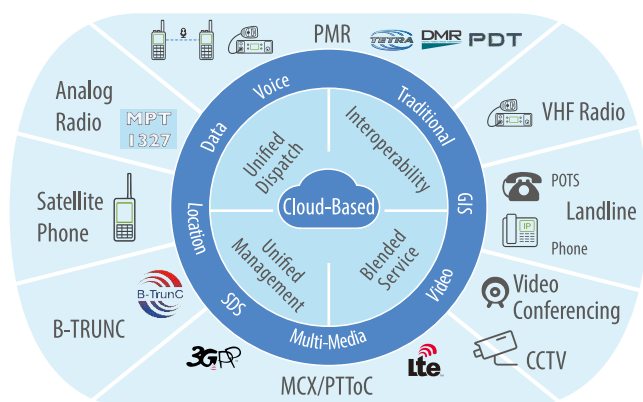 PMR
TETRA
DMR
PDT
Analog
Radio
MPT
1327
VHF Radio
Voice
Traditional
Data
GIS
Unified
Dispatch
Interoperability
Cloud-Based
Satellite
Phone
Location
POTS
Landline
IP
Phone
Unified
Management
Blended
Service
SDS
Video
Multi-Media
B-TrunC
B-TRUNC
Video
Conferencing
CCTV
3GPP
Lte
MCX/PTToC